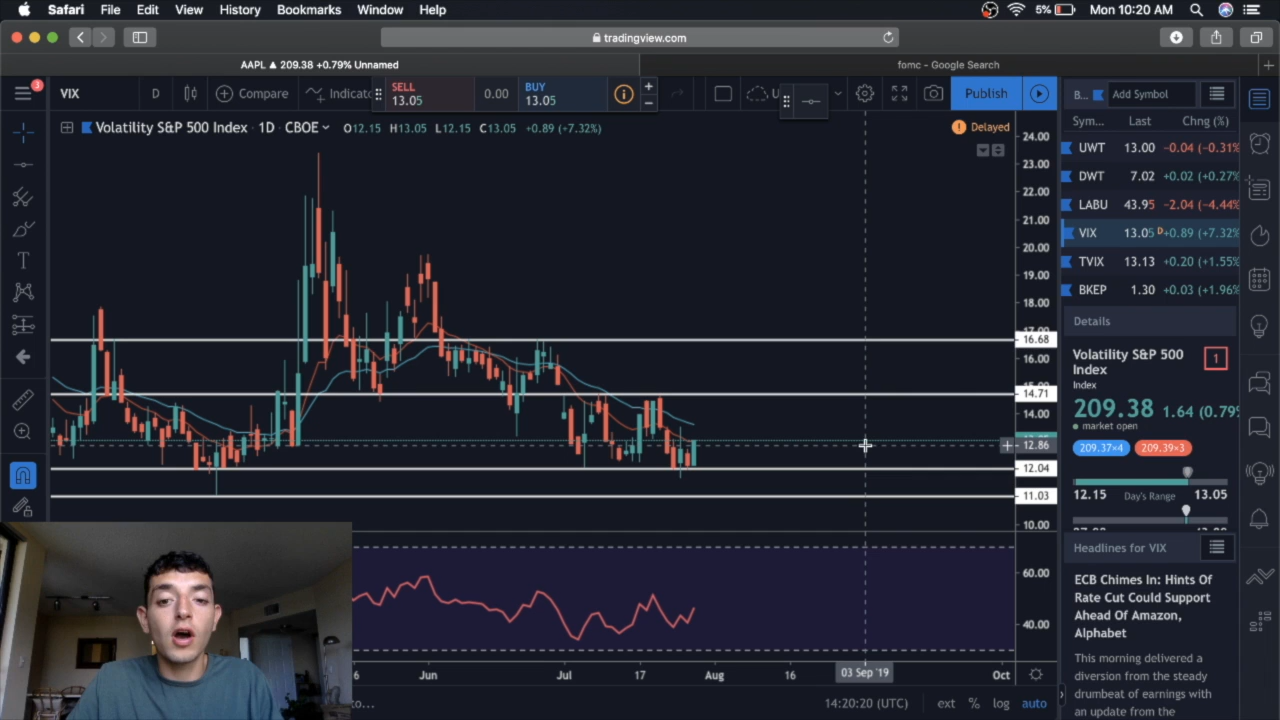 Safari File Edit View History Bookmarks Window Help 5% Mon 10:20 AM
tradingview.com
AAPL ▲ 209.38 +0.79% Unnamed fomc - Google Search
3
VIX D Compare Indicato SELL 13.05 0.00 BUY 13.05 U Publish B... Add Symbol
Volatility S&P 500 Index · 1D · CBOE O12.15 H13.05 L12.15 C13.05 +0.89 (+7.32%) Delayed
Sym... Last Chng (%)
UWT 13.00 −0.04 (−0.31%
DWT 7.02 +0.02 (+0.27%
LABU 43.95 −2.04 (−4.44%
VIX 13.05 D +0.89 (+7.32%
TVIX 13.13 +0.20 (+1.55%
BKEP 1.30 +0.03 (+1.96%
24.00
23.00
22.00
21.00
20.00
19.00
18.00
17.00
16.68
16.00
15.00
14.71
14.00
12.86
12.04
11.03
10.00
60.00
40.00
Details
Volatility S&P 500
Index
1
Index
209.38 1.64 (0.79%
market open
209.37×4 209.39×3
12.15 Day's Range 13.05
Headlines for VIX
ECB Chimes In: Hints Of
Rate Cut Could Support
Ahead Of Amazon,
Alphabet
This morning delivered a
diversion from the steady
drumbeat of earnings with
an update from the
6 Jun Jul 17 Aug 16 03 Sep '19 Oct
to... 14:20:20 (UTC) ext % log auto